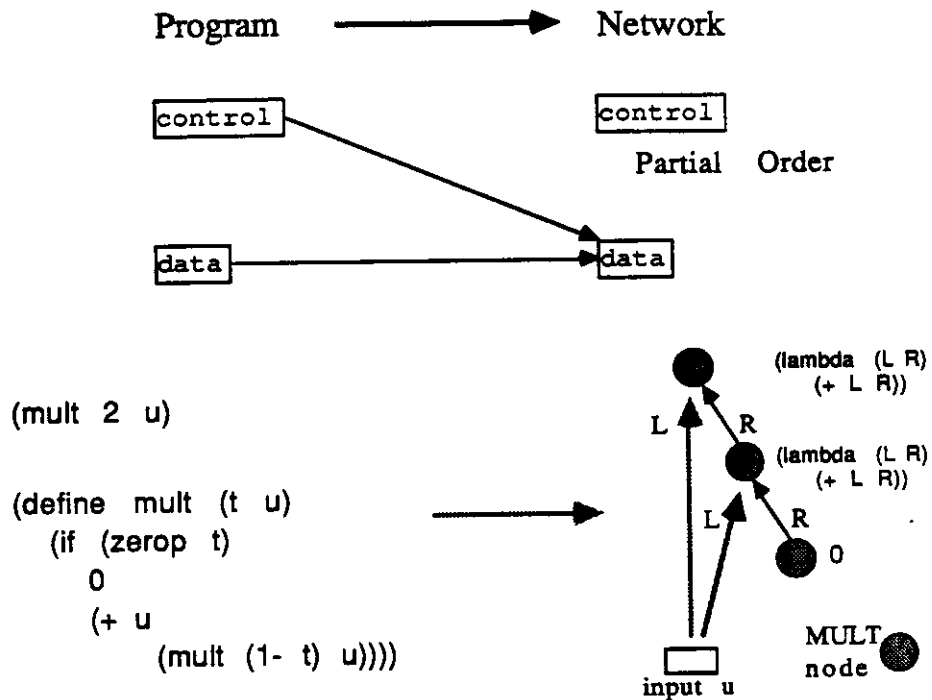 Program Network
control control
Partial Order
data data
(lambda (L R)
(+ L R))
(mult 2 u)
L R
(lambda (L R)
(+ L R))
(define mult (t u)
L R
(if (zerop t)
0
0
(+ u
(mult (1- t) u))))
MULT
node
input u